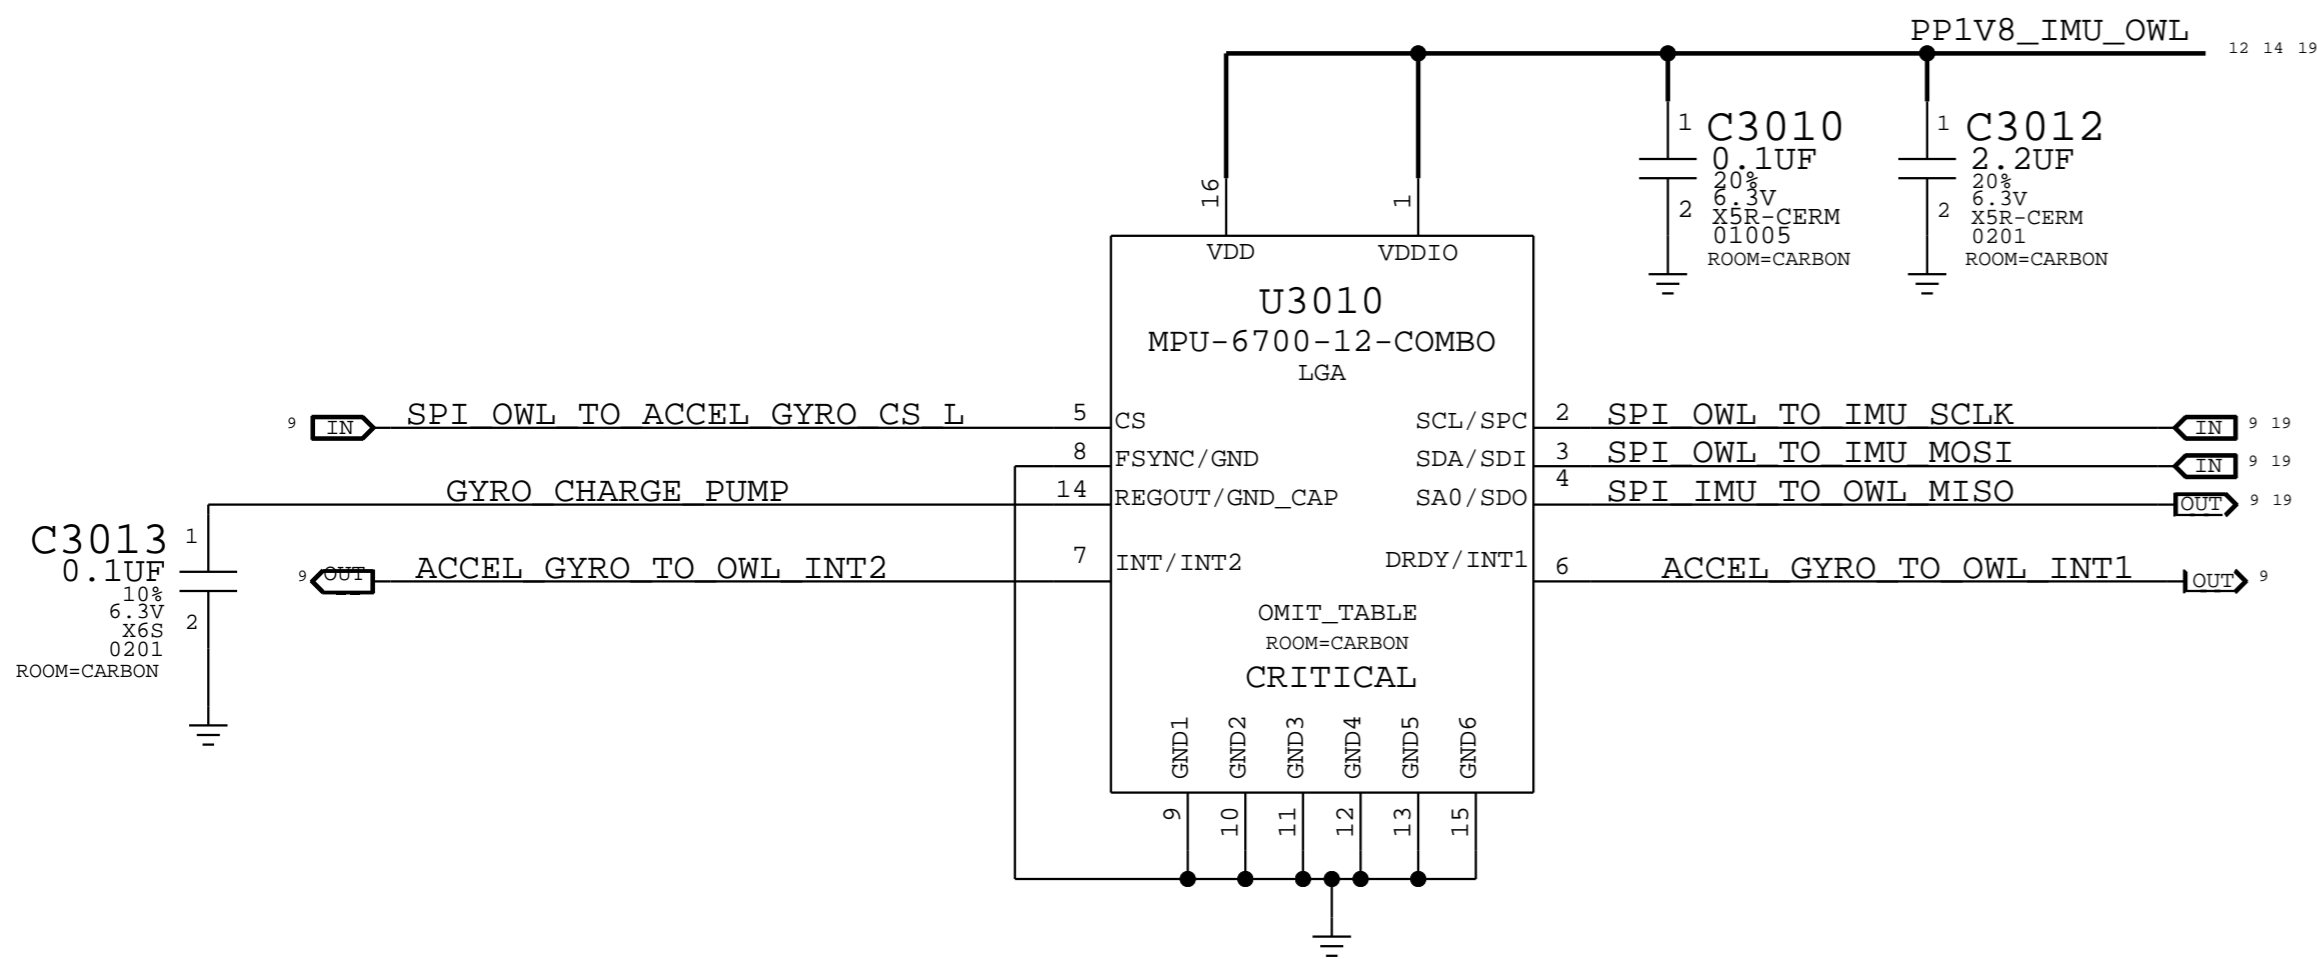 PP1V8_IMU_OWL
12 14 19
1 C3010
0.1UF
20%
6.3V
2 X5R-CERM
01005
ROOM=CARBON
1 C3012
2.2UF
20%
6.3V
2 X5R-CERM
0201
ROOM=CARBON
16
1
VDD
VDDIO
U3010
MPU-6700-12-COMBO
LGA
9 IN SPI_OWL_TO_ACCEL_GYRO_CS_L 5 CS
8 FSYNC/GND
GYRO_CHARGE_PUMP 14 REGOUT/GND_CAP
9 OUT ACCEL_GYRO_TO_OWL_INT2 7 INT/INT2
SCL/SPC 2 SPI_OWL_TO_IMU_SCLK IN 9 19
SDA/SDI 3 SPI_OWL_TO_IMU_MOSI IN 9 19
SA0/SDO 4 SPI_IMU_TO_OWL_MISO OUT 9 19
DRDY/INT1 6 ACCEL_GYRO_TO_OWL_INT1 OUT 9
C3013 1
0.1UF
10%
6.3V
X6S 2
0201
ROOM=CARBON
OMIT_TABLE
ROOM=CARBON
CRITICAL
GND1
GND2
GND3
GND4
GND5
GND6
9
10
11
12
13
15